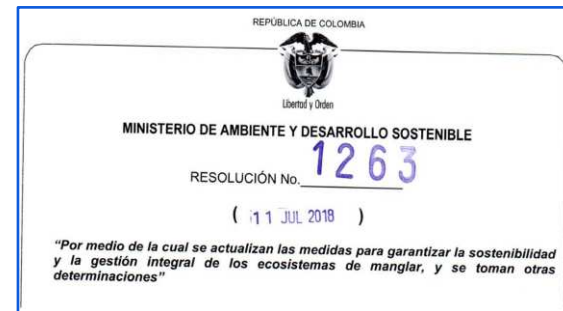 REPÚBLICA DE COLOMBIA
Libertad y Orden
MINISTERIO DE AMBIENTE Y DESARROLLO SOSTENIBLE
RESOLUCIÓN No. 1263
( 11 JUL 2018 )
“Por medio de la cual se actualizan las medidas para garantizar la sostenibilidad
y la gestión integral de los ecosistemas de manglar, y se toman otras
determinaciones”